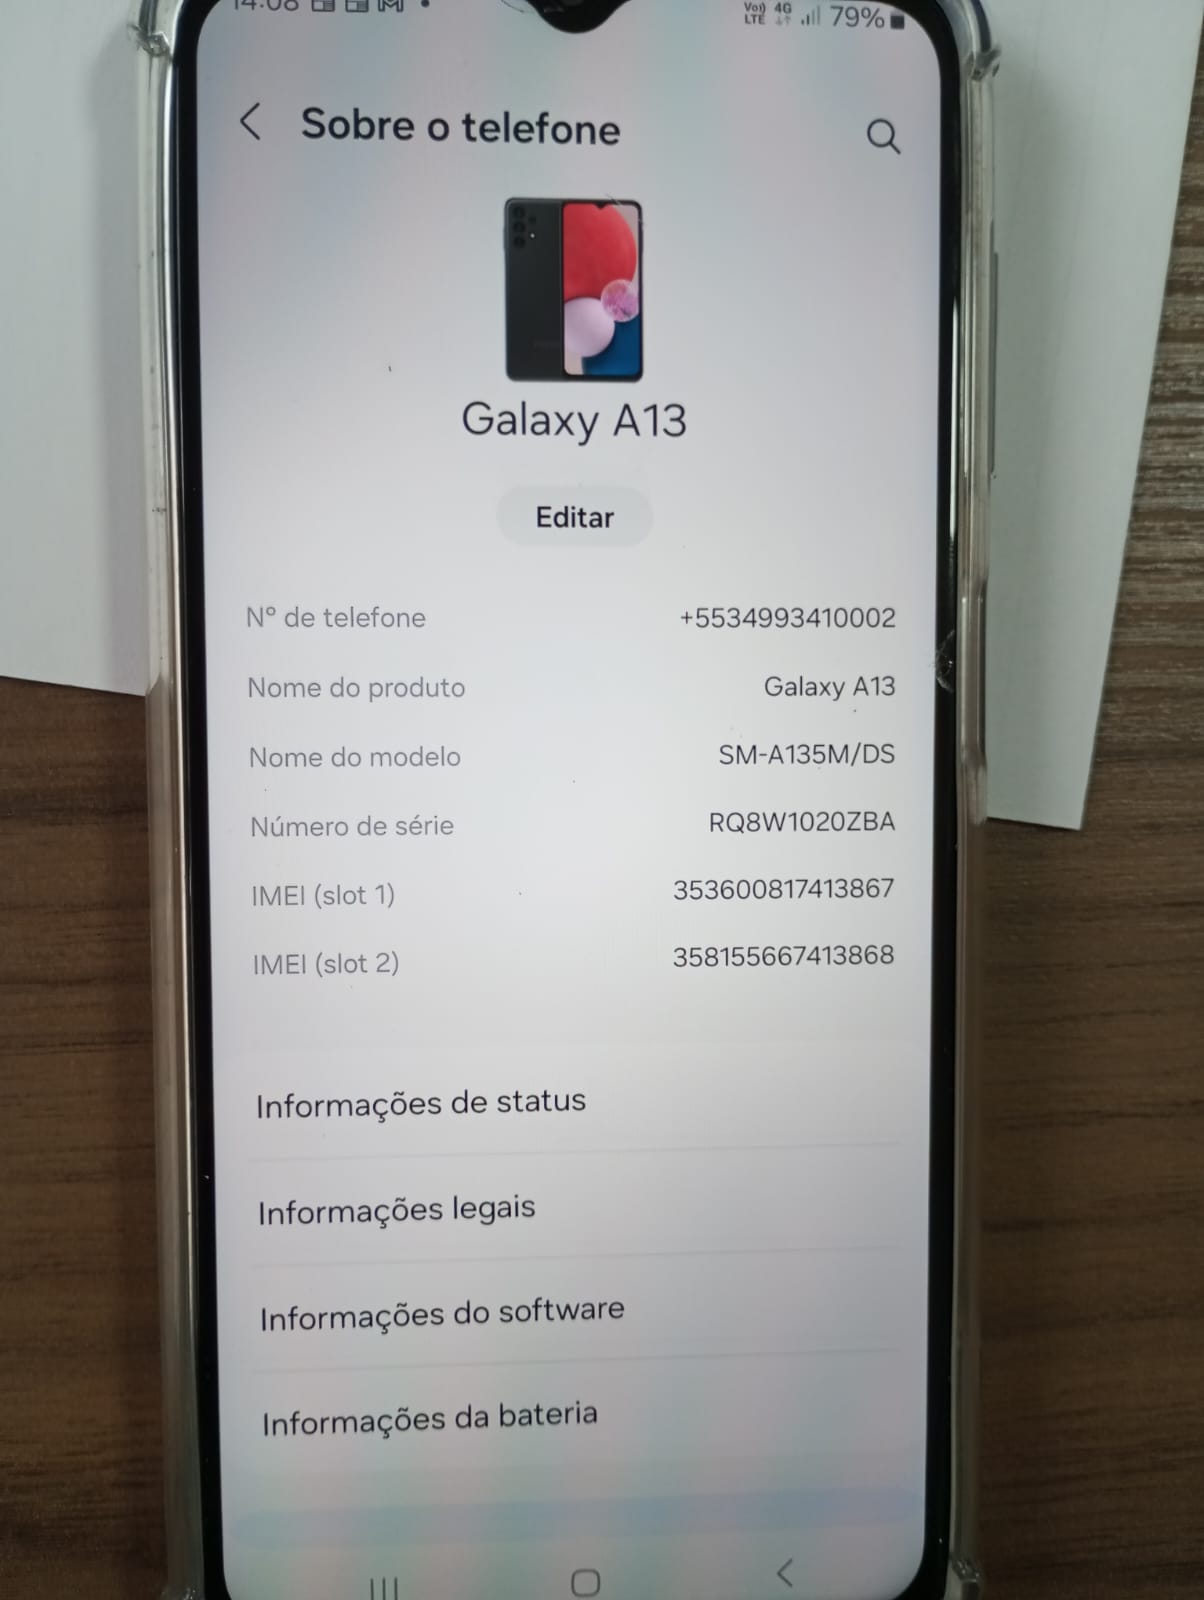 14:08 79%
Vo)) 4G
LTE
Sobre o telefone
Galaxy A13
Editar
Nº de telefone +5534993410002
Nome do produto Galaxy A13
Nome do modelo SM-A135M/DS
Número de série RQ8W1020ZBA
IMEI (slot 1) 353600817413867
IMEI (slot 2) 358155667413868
Informações de status
Informações legais
Informações do software
Informações da bateria